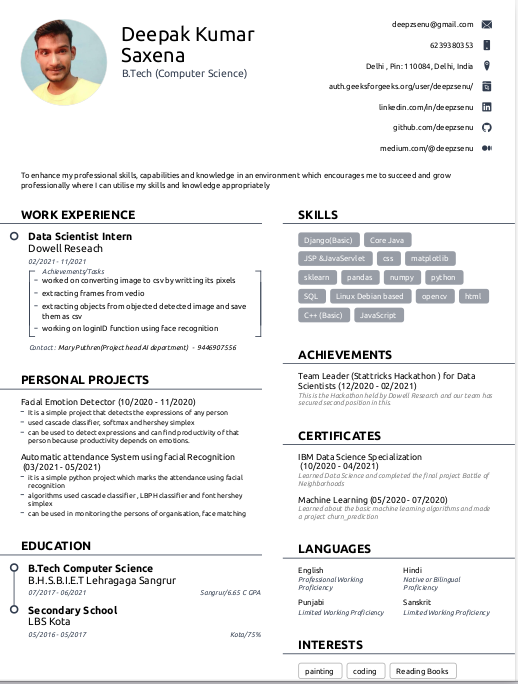 Deepak Kumar
Saxena
B.Tech (Computer Science)
deepzsenu@gmail.com
6239380353
Delhi , Pin: 110084, Delhi, India
auth.geeksforgeeks.org/user/deepzsenu/
linkedin.com/in/deepzsenu
github.com/deepzsenu
medium.com/@deepzsenu
To enhance my professional skills, capabilities and knowledge in an environment which encourages me to succeed and grow
professionally where I can utilise my skills and knowledge appropriately
WORK EXPERIENCE
Data Scientist Intern
Dowell Reseach
02/2021 - 11/2021
Achievements/Tasks
– worked on converting image to csv by writting its pixels
– extracting frames from vedio
– extracting objects from objected detected image and save
them as csv
– working on loginID function using face recognition
Contact : Mary Puthren(Project head AI department) - 9446907556
PERSONAL PROJECTS
Facial Emotion Detector (10/2020 - 11/2020)
– It is a simple project that detects the expressions of any person
– used cascade classifier, softmax and hershey simplex
– can be used to detect expressions and can find productivity of that
person because productivity depends on emotions.
Automatic attendance System using facial Recognition
(03/2021 - 05/2021)
– it is a simple python project which marks the attendance using facial
recognition
– algorithms used cascade classifier , LBPH classifier and font hershey
simplex
– can be used in monitoring the persons of organisation, face matching
EDUCATION
B.Tech Computer Science
B.H.S.B.I.E.T Lehragaga Sangrur
07/2017 - 06/2021 Sangrur/6.65 C GPA
Secondary School
LBS Kota
05/2016 - 05/2017 Kota/75%
SKILLS
Django(Basic) Core Java
JSP &JavaServlet css matplotlib
sklearn pandas numpy python
SQL Linux Debian based opencv html
C++ (Basic) JavaScript
ACHIEVEMENTS
Team Leader (Stattricks Hackathon ) for Data
Scientists (12/2020 - 02/2021)
This is the Hackathon held by Dowell Research and our team has
secured second position in this.
CERTIFICATES
IBM Data Science Specialization
(10/2020 - 04/2021)
Learned Data Science and completed the final project Battle of
Neighborhoods
Machine Learning (05/2020 - 07/2020)
Learned about the basic machine learning algorithms and made
a project churn_prediction
LANGUAGES
English Hindi
Professional Working Native or Bilingual
Proficiency Proficiency
Punjabi Sanskrit
Limited Working Proficiency Limited Working Proficiency
INTERESTS
painting coding Reading Books